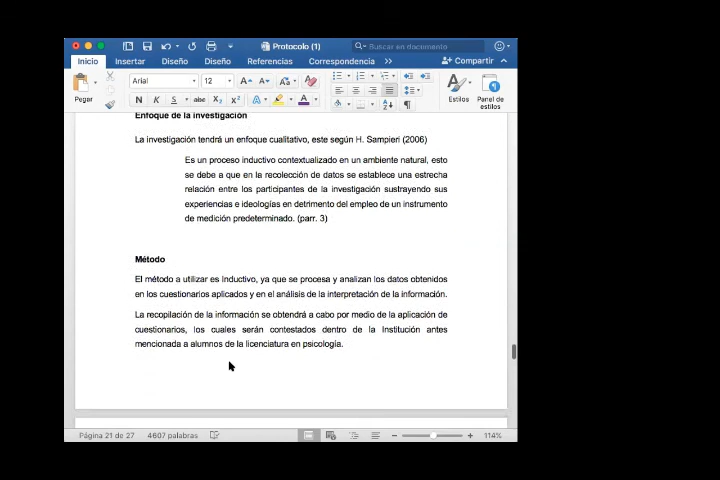 Protocolo (1)
Buscar en documento
Inicio
Insertar
Diseño
Diseño
Referencias
Correspondencia
Compartir
Pegar
Arial
12
A
A
Aa
N
K
S
abc
X2
X2
A
A
Estilos
Panel de
estilos
Enfoque de la investigación
La investigación tendrá un enfoque cualitativo, este según H. Sampieri (2006)
Es un proceso inductivo contextualizado en un ambiente natural, esto
se debe a que en la recolección de datos se establece una estrecha
relación entre los participantes de la investigación sustrayendo sus
experiencias e ideologías en detrimento del empleo de un instrumento
de medición predeterminado. (parr. 3)
Método
El método a utilizar es Inductivo, ya que se procesa y analizan los datos obtenidos
en los cuestionarios aplicados y en el análisis de la interpretación de la información.
La recopilación de la información se obtendrá a cabo por medio de la aplicación de
cuestionarios, los cuales serán contestados dentro de la Institución antes
mencionada a alumnos de la licenciatura en psicología.
Página 21 de 27
4607 palabras
114%